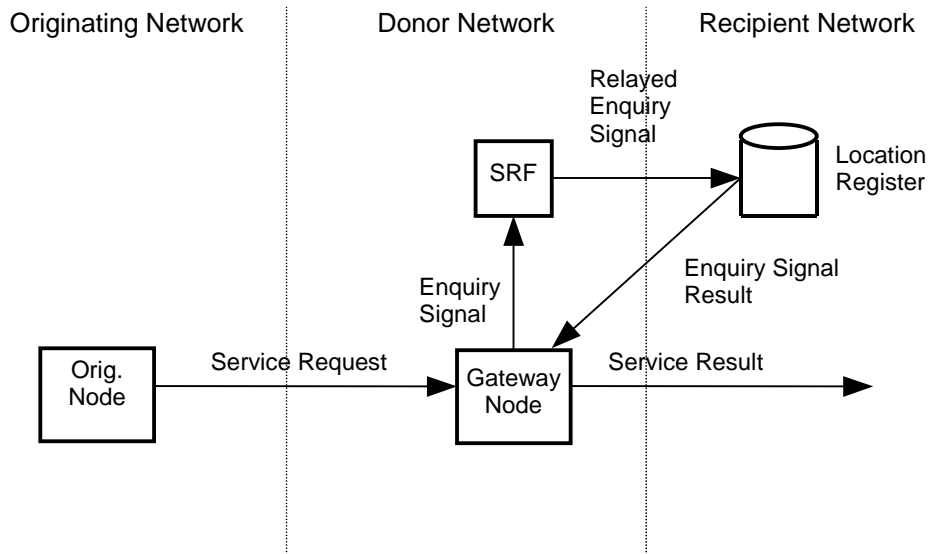 Originating Network
Donor Network
Recipient Network
Relayed
Enquiry
Signal
SRF
Location
Register
Enquiry Signal
Result
Enquiry
Signal
Service Request
Service Result
Orig.
Node
Gateway
Node